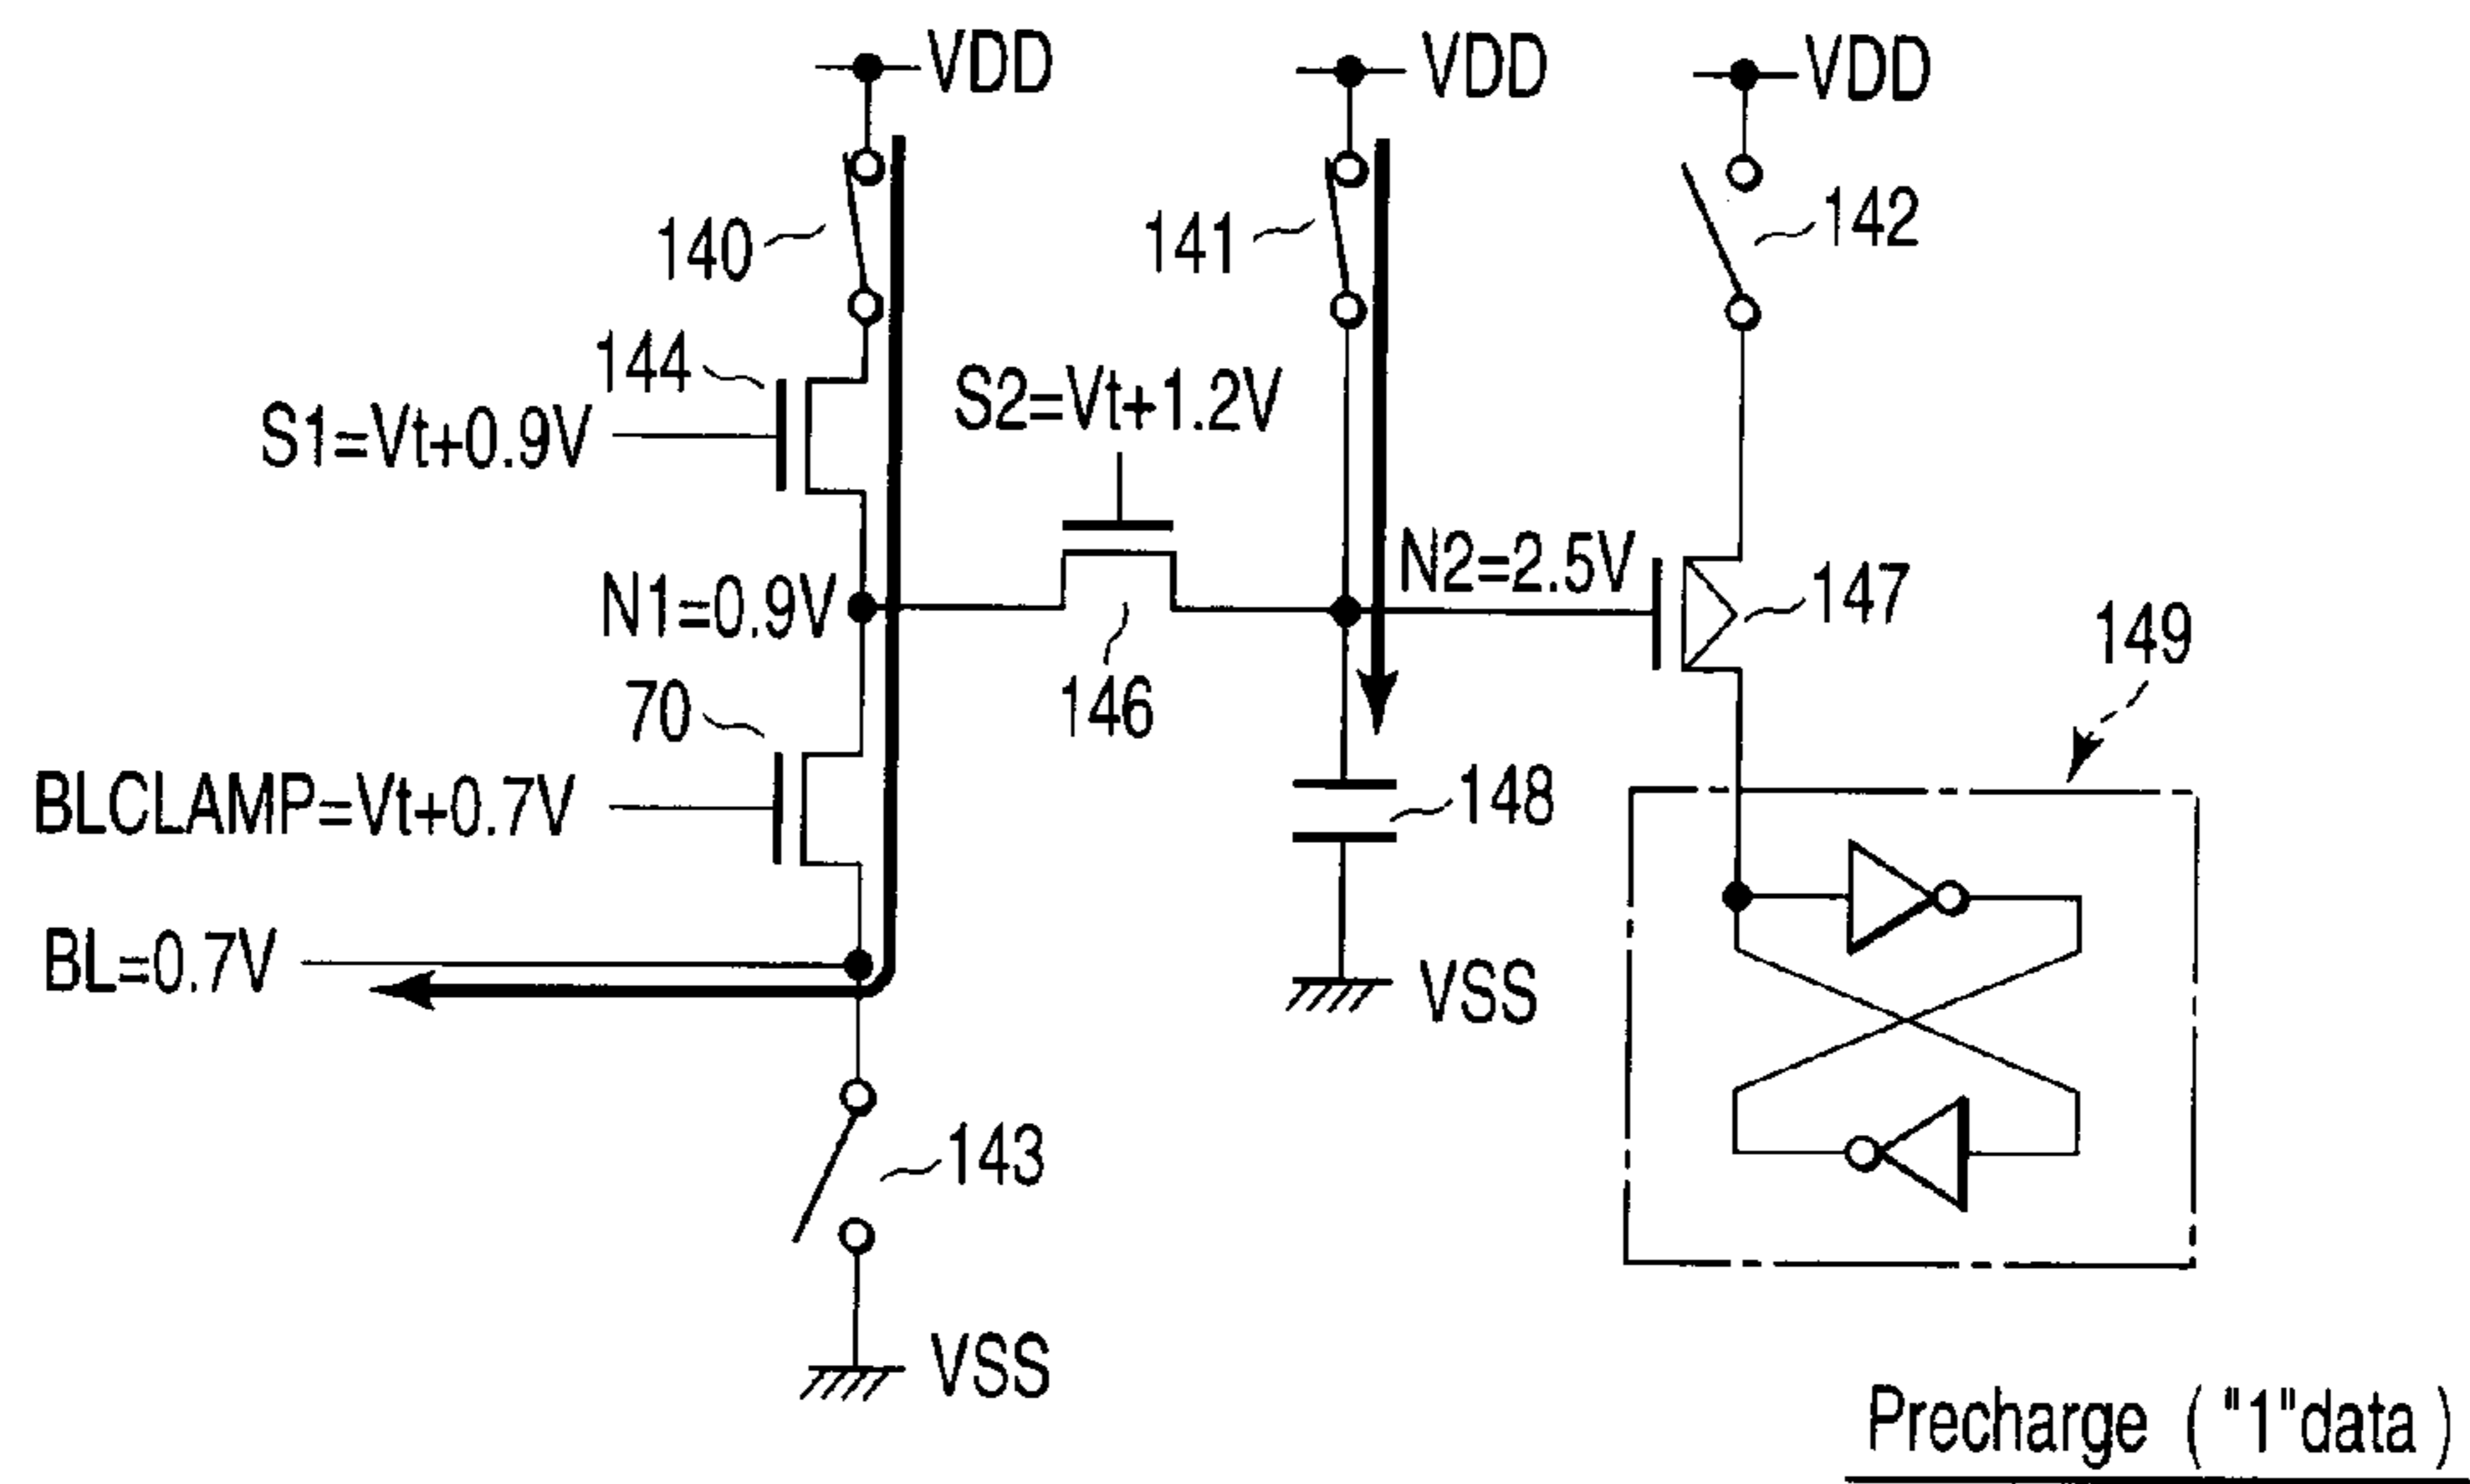 VDD
VDD
VDD
140
141
142
144
S1=Vt+0.9V
S2=Vt+1.2V
N1=0.9V
N2=2.5V
147
149
70
146
BLCLAMP=Vt+0.7V
148
BL=0.7V
VSS
143
VSS
Precharge ( "1"data )